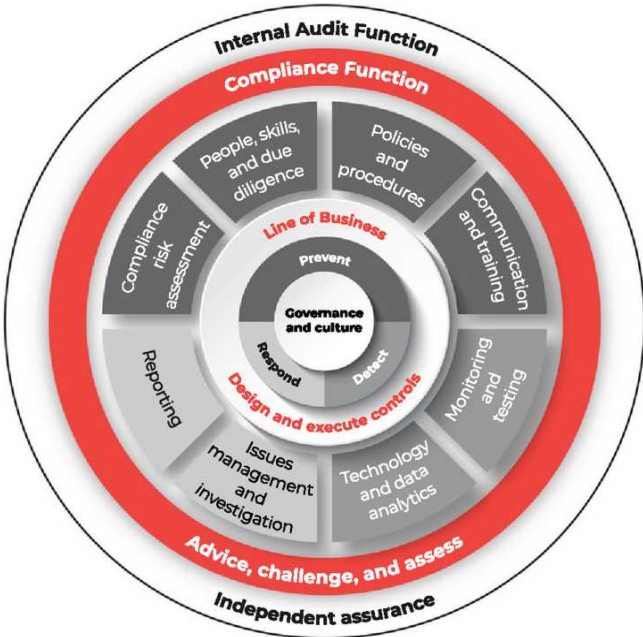 Internal Audit Function
Compliance Function
People, skills,
and due
diligence
Policies
and
procedures
Compliance
risk
assessment
Communication
and training
Line of Business
Prevent
Governance
and culture
Respond
Detect
Design and execute controls
Reporting
Monitoring
and
testing
Issues
management
and
investigation
Technology
and data
analytics
Advice, challenge, and assess
Independent assurance